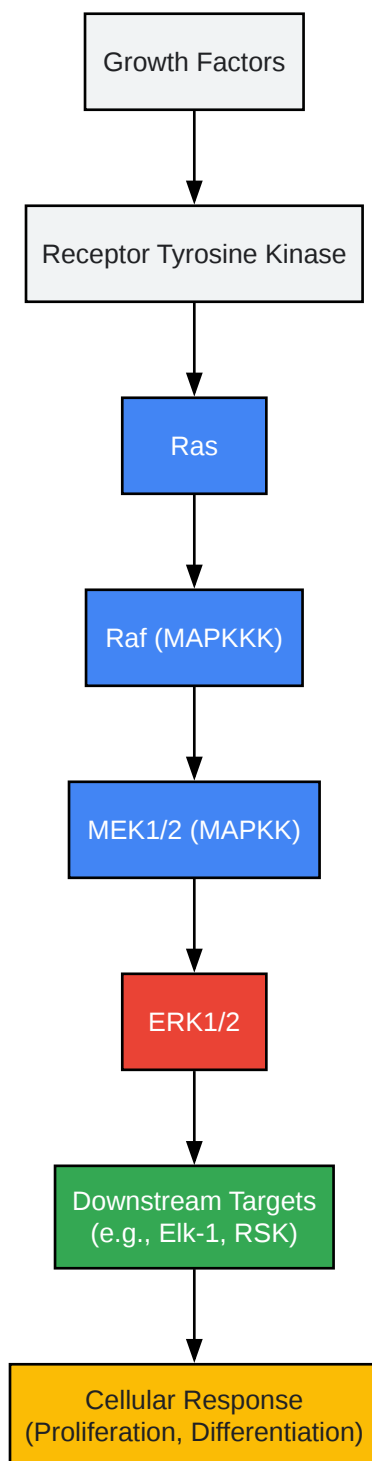 Growth Factors
Receptor Tyrosine Kinase
Ras
Raf (MAPKKK)
MEK1/2 (MAPKK)
ERK1/2
Downstream Targets
(e.g., Elk-1, RSK)
Cellular Response
(Proliferation, Differentiation)